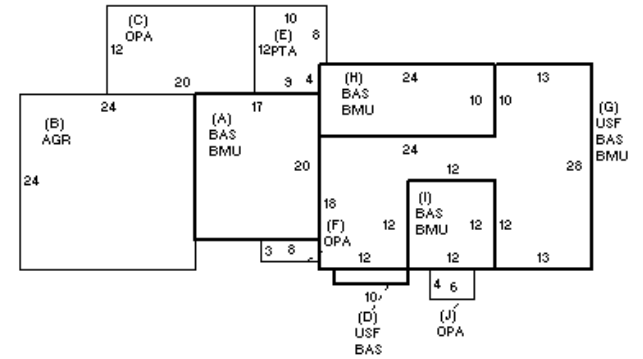 (C)
OPA
12
20
10
(E)
PTA
12
8
9
4
24
(B)
AGR
24
17
(A)
BAS
BMU
20
24
(H)
BAS
BMU
10
10
13
(G)
USF
BAS
BMU
28
24
12
18
(F)
OPA
12
12
(I)
BAS
BMU
12
12
12
13
3
8
10
(D)
USF
BAS
4
6
(J)
OPA